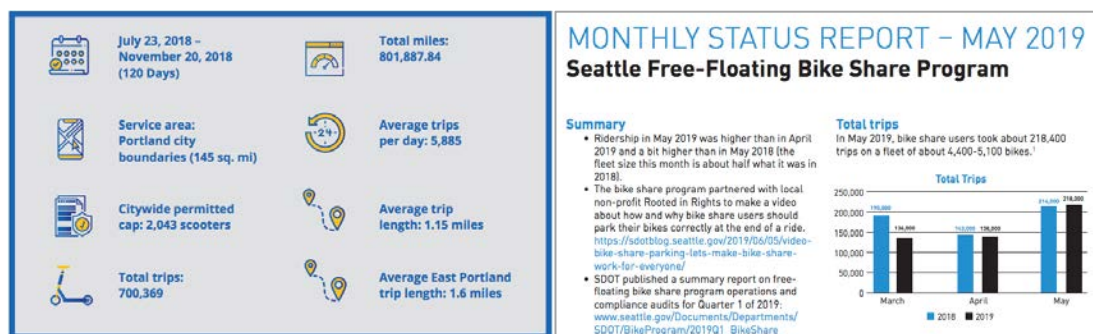 July 23, 2018 –
November 20, 2018
(120 Days)
Total miles:
801,887.84
Service area:
Portland city
boundaries (145 sq. mi)
-24-
Average trips
per day: 5,885
Citywide permitted
cap: 2,043 scooters
Average trip
length: 1.15 miles
Total trips:
700,369
Average East Portland
trip length: 1.6 miles
MONTHLY STATUS REPORT – MAY 2019
Seattle Free-Floating Bike Share Program
Summary
• Ridership in May 2019 was higher than in April
2019 and a bit higher than in May 2018 (the
fleet size this month is about half what it was in
2018).
• The bike share program partnered with local
non-profit Rooted in Rights to make a video
about how and why bike share users should
park their bikes correctly at the end of a ride.
https://sdotblog.seattle.gov/2019/06/05/video-
bike-share-parking-lets-make-bike-share-
work-for-everyone/
• SDOT published a summary report on free-
floating bike share program operations and
compliance audits for Quarter 1 of 2019:
www.seattle.gov/Documents/Departments/
SDOT/BikeProgram/2019Q1_BikeShare
Total trips
In May 2019, bike share users took about 218,400
trips on a fleet of about 4,400-5,100 bikes.¹
Total Trips
250,000
200,000
150,000
100,000
50,000
0
March
April
May
2018 2019